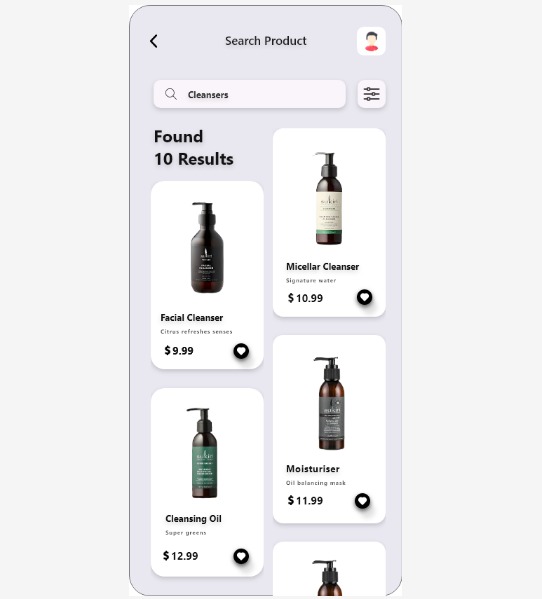 Search Product
Cleansers
Found
10 Results
Facial Cleanser
Citrus refreshes senses
$ 9.99
Micellar Cleanser
Signature water
$ 10.99
Cleansing Oil
Super greens
$ 12.99
Moisturiser
Oil balancing mask
$ 11.99